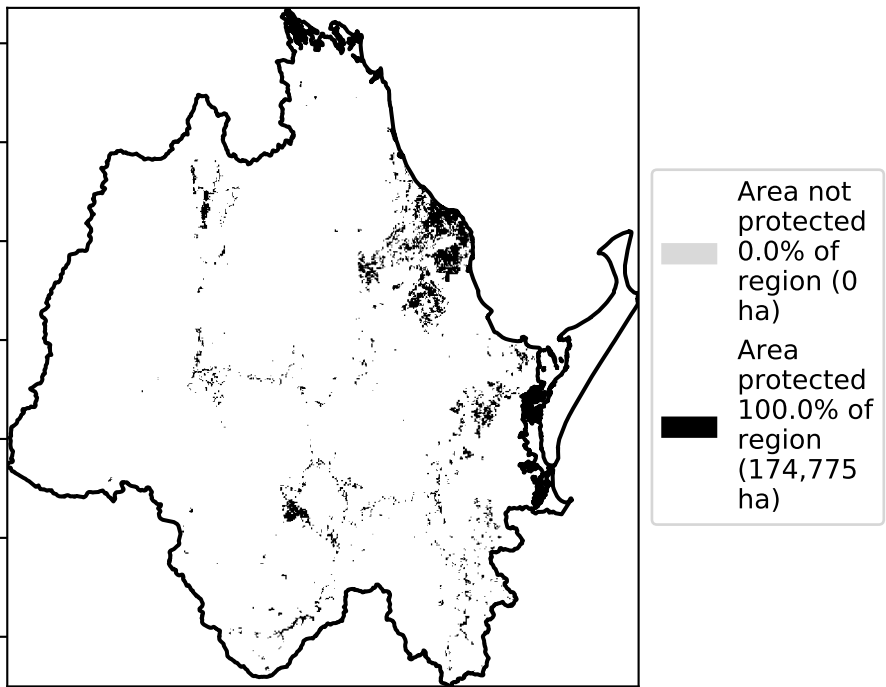 Area not
protected
0.0% of
region (0
ha)
Area
protected
100.0% of
region
(174,775
ha)